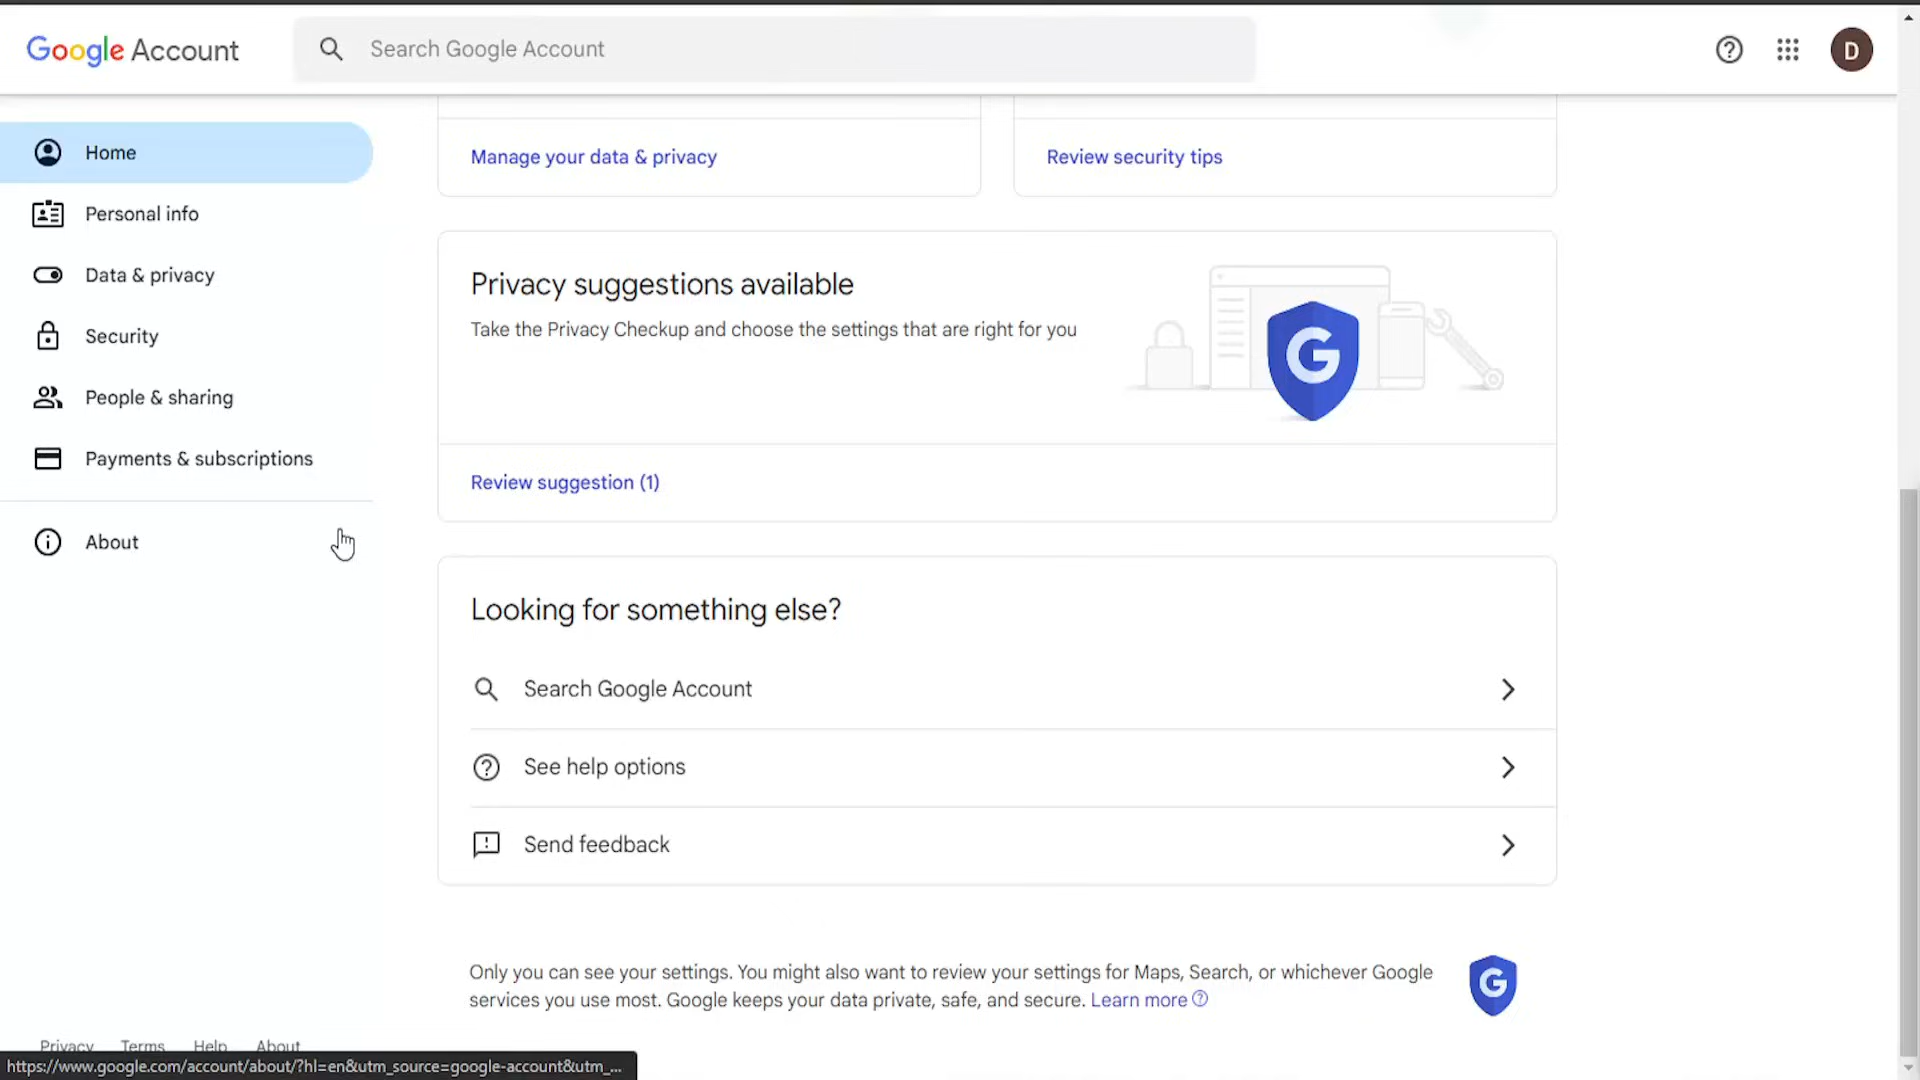 Google Account
Search Google Account
D
Home
Personal info
Data & privacy
Security
People & sharing
Payments & subscriptions
About
Manage your data & privacy
Review security tips
Privacy suggestions available
Take the Privacy Checkup and choose the settings that are right for you
G
Review suggestion (1)
Looking for something else?
Search Google Account
See help options
Send feedback
Only you can see your settings. You might also want to review your settings for Maps, Search, or whichever Google
services you use most. Google keeps your data private, safe, and secure. Learn more
G
Privacy Terms Help About
https://www.google.com/account/about/?hl=en&utm_source=google-account&utm_...